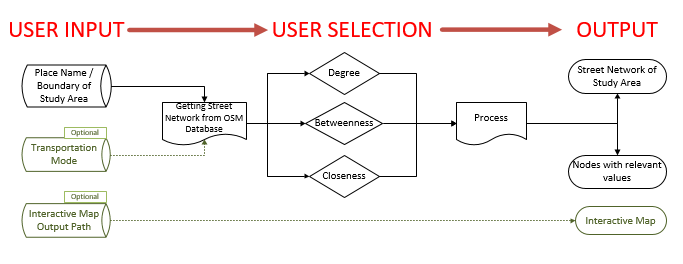 USER INPUT
USER SELECTION
OUTPUT
Place Name /
Boundary of
Study Area
Getting Street
Network from OSM
Database
Degree
Betweenness
Closeness
Process
Street Network of
Study Area
Nodes with relevant
values
Optional
Transportation
Mode
Optional
Interactive Map
Output Path
Interactive Map